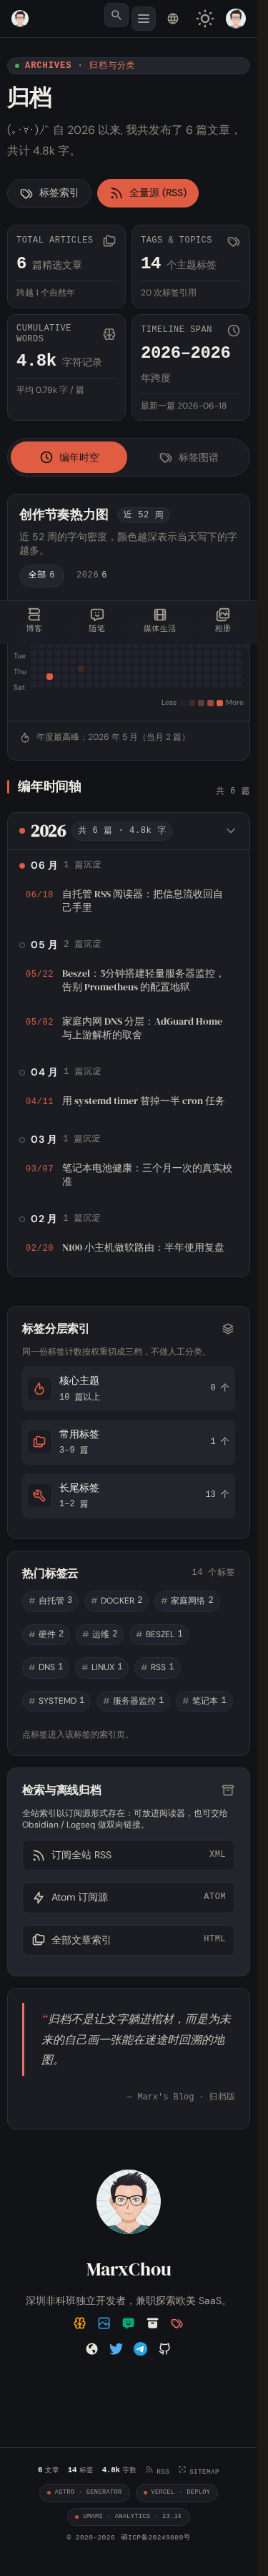 ARCHIVES · 归档与分类
归档
(｡･∀･)ﾉﾞ 自 2026 以来, 我共发布了 6 篇文章，
共计 4.8k 字。
标签索引
全量源 (RSS)
TOTAL ARTICLES
6 篇精选文章
跨越 1 个自然年
TAGS & TOPICS
14 个主题标签
20 次标签引用
CUMULATIVE
WORDS
4.8k 字符记录
平均 0.79k 字 / 篇
TIMELINE SPAN
2026–2026
年跨度
最新一篇 2026-06-18
编年时空
标签图谱
创作节奏热力图 近 52 周
近 52 周的字句密度，颜色越深表示当天写下的字
越多。
全部 6
2026 6
博客
随笔
媒体生活
相册
Tue
Thu
Sat
Less
More
年度最高峰：2026 年 5 月（当月 2 篇）
编年时间轴
共 6 篇
2026 共 6 篇 · 4.8k 字
06 月 1 篇沉淀
06/18 自托管 RSS 阅读器：把信息流收回自
己手里
05 月 2 篇沉淀
05/22 Beszel：5分钟搭建轻量服务器监控，
告别 Prometheus 的配置地狱
05/02 家庭内网 DNS 分层：AdGuard Home
与上游解析的取舍
04 月 1 篇沉淀
04/11 用 systemd timer 替掉一半 cron 任务
03 月 1 篇沉淀
03/07 笔记本电池健康：三个月一次的真实校
准
02 月 1 篇沉淀
02/20 N100 小主机做软路由：半年使用复盘
标签分层索引
同一份标签计数按权重切成三档，不做人工分类。
核心主题
10 篇以上
0 个
常用标签
3–9 篇
1 个
长尾标签
1–2 篇
13 个
热门标签云
14 个标签
# 自托管 3
# DOCKER 2
# 家庭网络 2
# 硬件 2
# 运维 2
# BESZEL 1
# DNS 1
# LINUX 1
# RSS 1
# SYSTEMD 1
# 服务器监控 1
# 笔记本 1
点标签进入该标签的索引页。
检索与离线归档
全站索引以订阅源形式存在：可放进阅读器，也可交给
Obsidian / Logseq 做双向链接。
订阅全站 RSS
XML
Atom 订阅源
ATOM
全部文章索引
HTML
"归档不是让文字躺进棺材，而是为未
来的自己画一张能在迷途时回溯的地
图。
— Marx's Blog · 归档版
MarxChou
深圳非科班独立开发者，兼职探索欧美 SaaS。
6 文章
14 标签
4.8k 字数
RSS
SITEMAP
ASTRO · GENERATOR
VERCEL · DEPLOY
UMAMI · ANALYTICS · 23.1k
© 2020-2026 萌ICP备20249869号